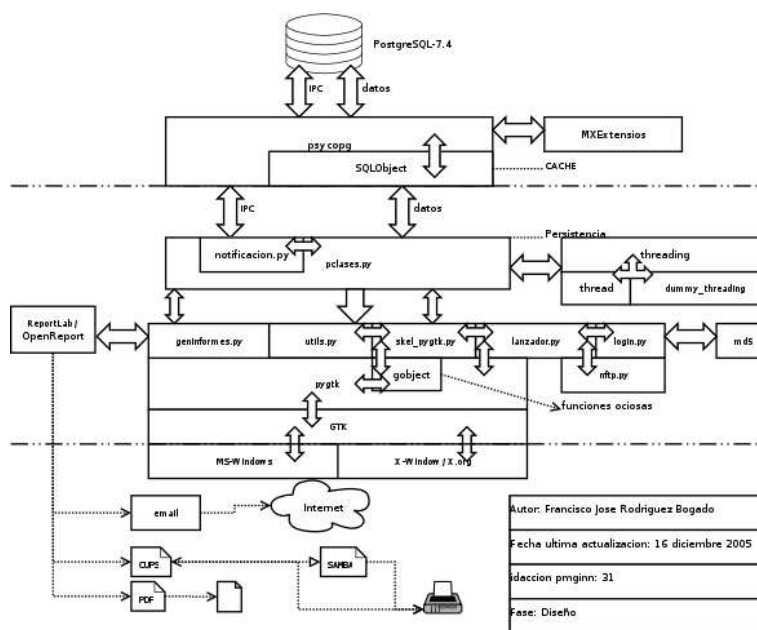 PostgreSQL-7.4
IPC
datos
psycopg
MXExtensios
SQLObject
CACHE
IPC
datos
Persistencia
notificacion.py
pclases.py
threading
thread
dummy_threading
ReportLab/
OpenReport
geninformes.py
utils.py
skel_pygtk.py
lanzador.py
login.py
md5
pygtk
gobject
nftp.py
funciones ociosas
GTK
MS-Windows
X-Window / X.org
email
Internet
CUPS
SAMBA
PDF
Autor: Francisco Jose Rodriguez Bogado
Fecha ultima actualizacion: 16 diciembre 2005
idaccion pmginn: 31
Fase: Diseño